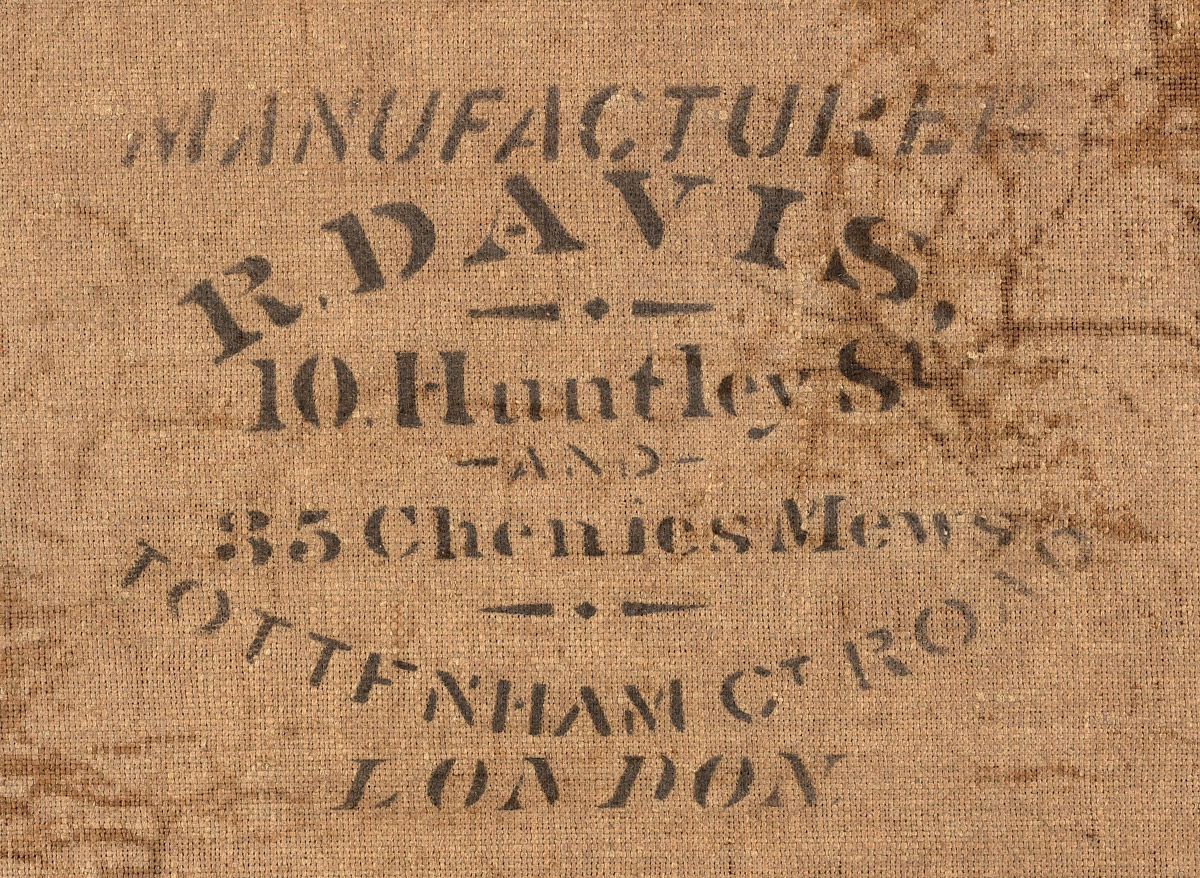 MANUFACTURER
R. DAVIS,
10, Huntley St
-AND-
35 Chenies Mews
TOTTENHAM Ct ROAD
LONDON